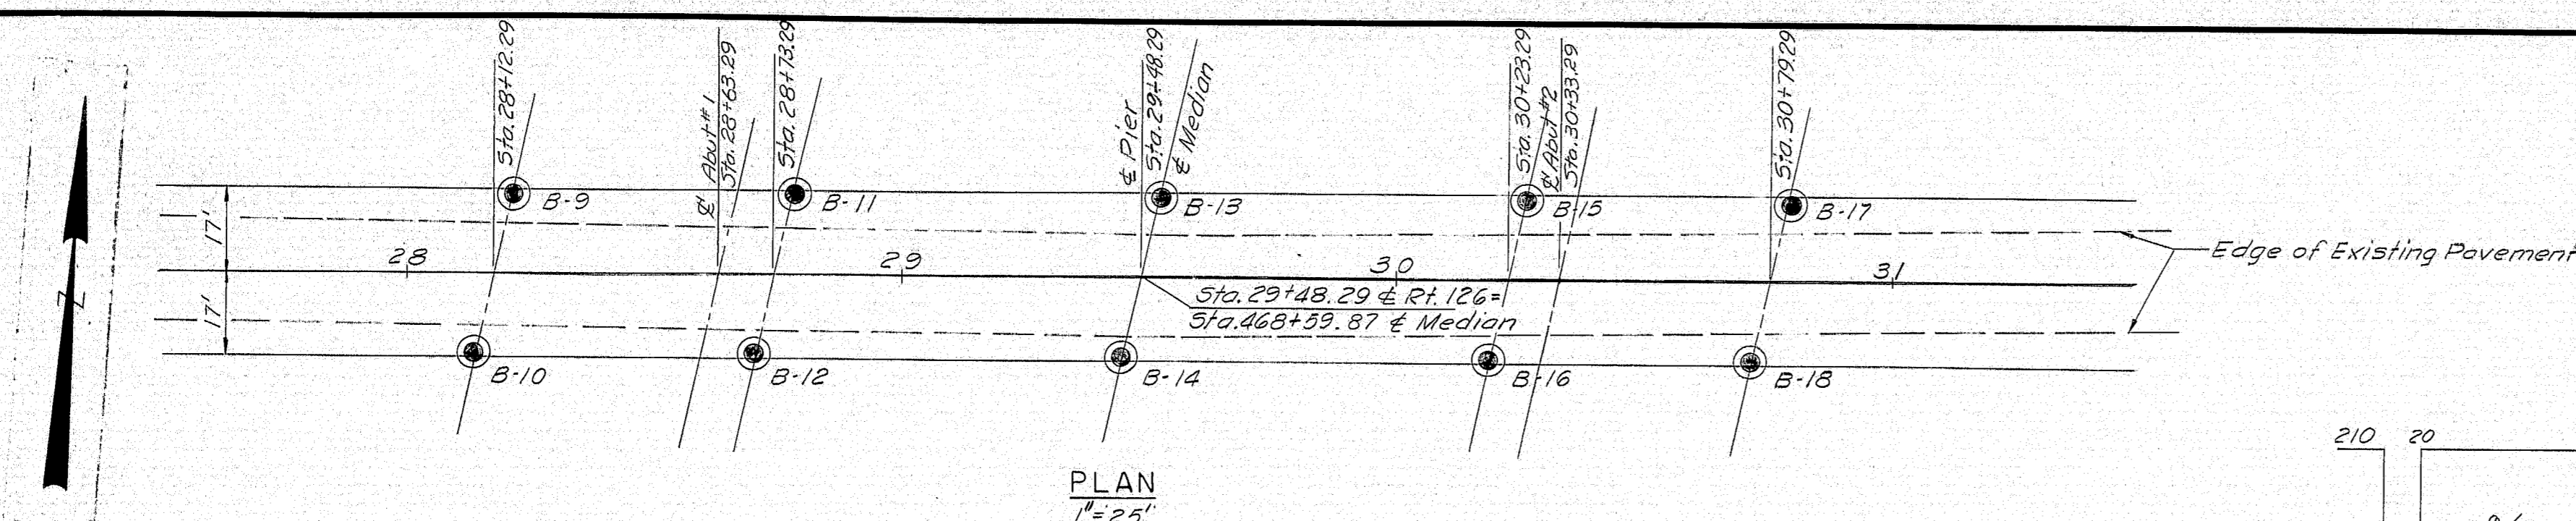 Sta. 28+12.29
℄ Abut #1
Sta. 28+63.29
Sta. 28+73.29
℄ Pier
Sta. 29+48.29
℄ Median
Sta. 30+23.29
℄ Abut #2
Sta. 30+33.29
Sta. 30+79.29
B-9
B-11
B-13
B-15
B-17
17'
17'
N
28
29
30
31
Edge of Existing Pavement
Sta. 29+48.29 ℄ Rt. 126=
Sta. 468+59.87 ℄ Median
B-10
B-12
B-14
B-16
B-18
PLAN
1"=25'
210
20